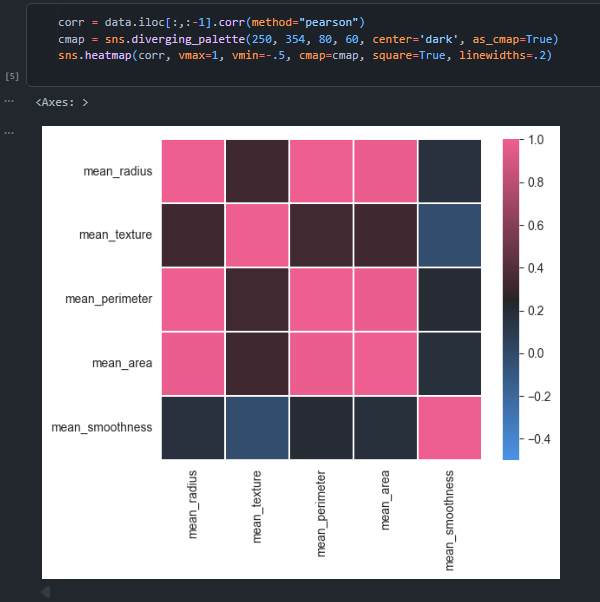 corr = data.iloc[:,:-1].corr(method="pearson")
cmap = sns.diverging_palette(250, 354, 80, 60, center='dark', as_cmap=True)
sns.heatmap(corr, vmax=1, vmin=-.5, cmap=cmap, square=True, linewidths=.2)
[5]
...
<Axes: >
...
mean_radius
mean_texture
mean_perimeter
mean_area
mean_smoothness
mean_radius
mean_texture
mean_perimeter
mean_area
mean_smoothness
1.0
0.8
0.6
0.4
0.2
0.0
−0.2
−0.4